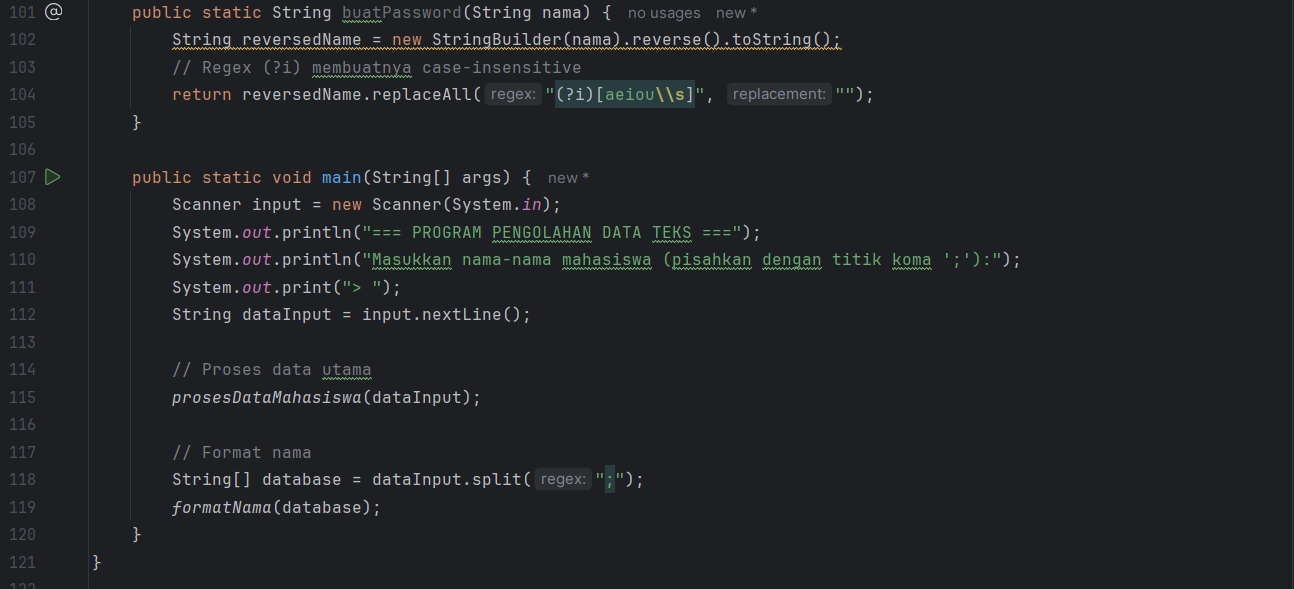 101 @ public static String buatPassword(String nama) { no usages new *
102 String reversedName = new StringBuilder(nama).reverse().toString();
103 // Regex (?i) membuatnya case-insensitive
104 return reversedName.replaceAll( regex: "(?i)[aeiou\\s]", replacement: "");
105 }
106
107 public static void main(String[] args) { new *
108 Scanner input = new Scanner(System.in);
109 System.out.println("=== PROGRAM PENGOLAHAN DATA TEKS ===");
110 System.out.println("Masukkan nama-nama mahasiswa (pisahkan dengan titik koma ';'):");
111 System.out.print("> ");
112 String dataInput = input.nextLine();
113
114 // Proses data utama
115 prosesDataMahasiswa(dataInput);
116
117 // Format nama
118 String[] database = dataInput.split( regex: ";");
119 formatNama(database);
120 }
121 }
122